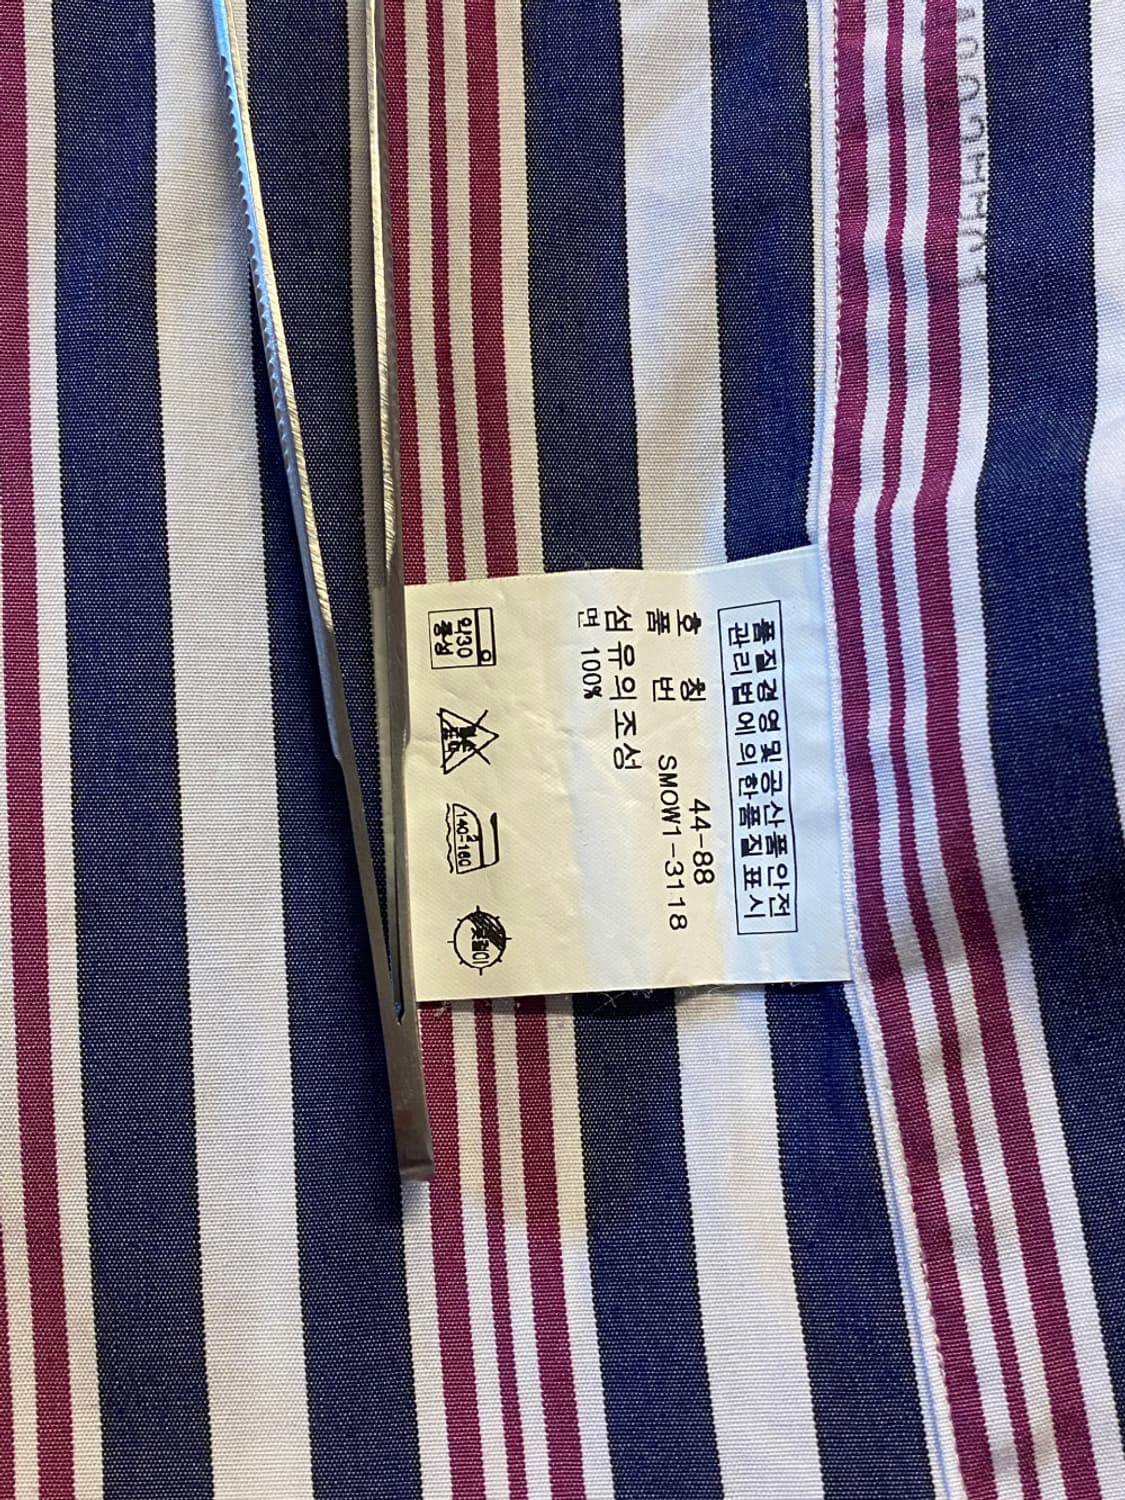 품질경영및공산품안전
관리법에의한품질표시
호 칭 44-88
품 번 SMOW1-3118
섬유의조성
면 100%
약30
중성
140~160